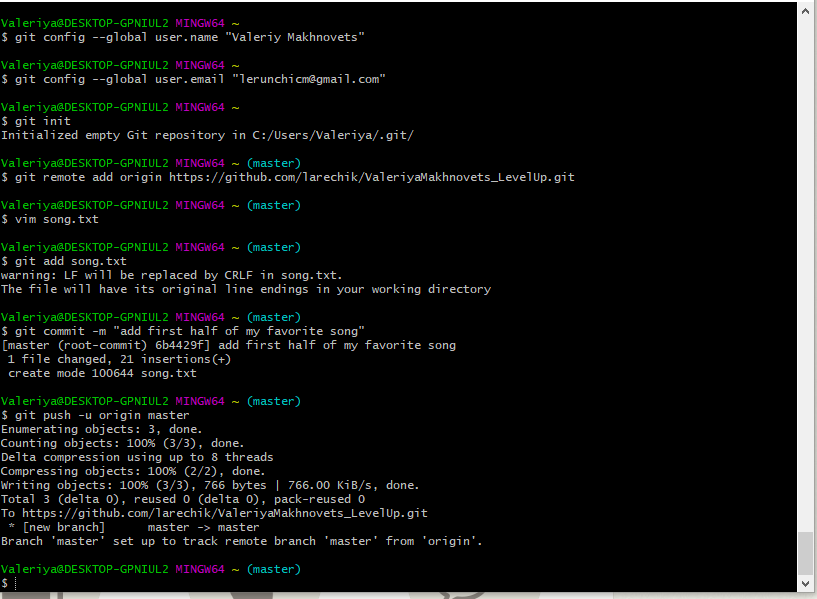 Valeriya@DESKTOP-GPNIUL2 MINGW64 ~
$ git config --global user.name "Valeriy Makhnovets"
Valeriya@DESKTOP-GPNIUL2 MINGW64 ~
$ git config --global user.email "lerunchicm@gmail.com"
Valeriya@DESKTOP-GPNIUL2 MINGW64 ~
$ git init
Initialized empty Git repository in C:/Users/Valeriya/.git/
Valeriya@DESKTOP-GPNIUL2 MINGW64 ~ (master)
$ git remote add origin https://github.com/larechik/ValeriyaMakhnovets_LevelUp.git
Valeriya@DESKTOP-GPNIUL2 MINGW64 ~ (master)
$ vim song.txt
Valeriya@DESKTOP-GPNIUL2 MINGW64 ~ (master)
$ git add song.txt
warning: LF will be replaced by CRLF in song.txt.
The file will have its original line endings in your working directory
Valeriya@DESKTOP-GPNIUL2 MINGW64 ~ (master)
$ git commit -m "add first half of my favorite song"
[master (root-commit) 6b4429f] add first half of my favorite song
 1 file changed, 21 insertions(+)
 create mode 100644 song.txt
Valeriya@DESKTOP-GPNIUL2 MINGW64 ~ (master)
$ git push -u origin master
Enumerating objects: 3, done.
Counting objects: 100% (3/3), done.
Delta compression using up to 8 threads
Compressing objects: 100% (2/2), done.
Writing objects: 100% (3/3), 766 bytes | 766.00 KiB/s, done.
Total 3 (delta 0), reused 0 (delta 0), pack-reused 0
To https://github.com/larechik/ValeriyaMakhnovets_LevelUp.git
 * [new branch]      master -> master
Branch 'master' set up to track remote branch 'master' from 'origin'.
Valeriya@DESKTOP-GPNIUL2 MINGW64 ~ (master)
$